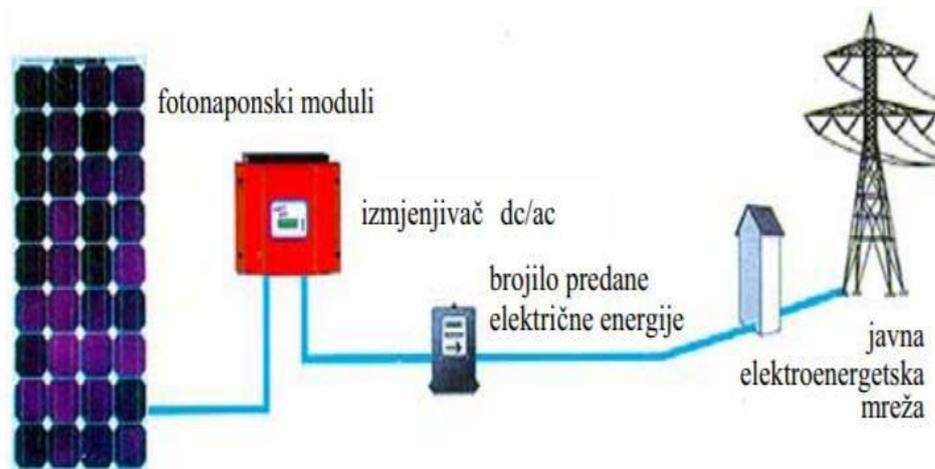 fotonaponski moduli
izmjenjivač dc/ac
brojilo predane
električne energije
javna
elektroenergetska
mreža